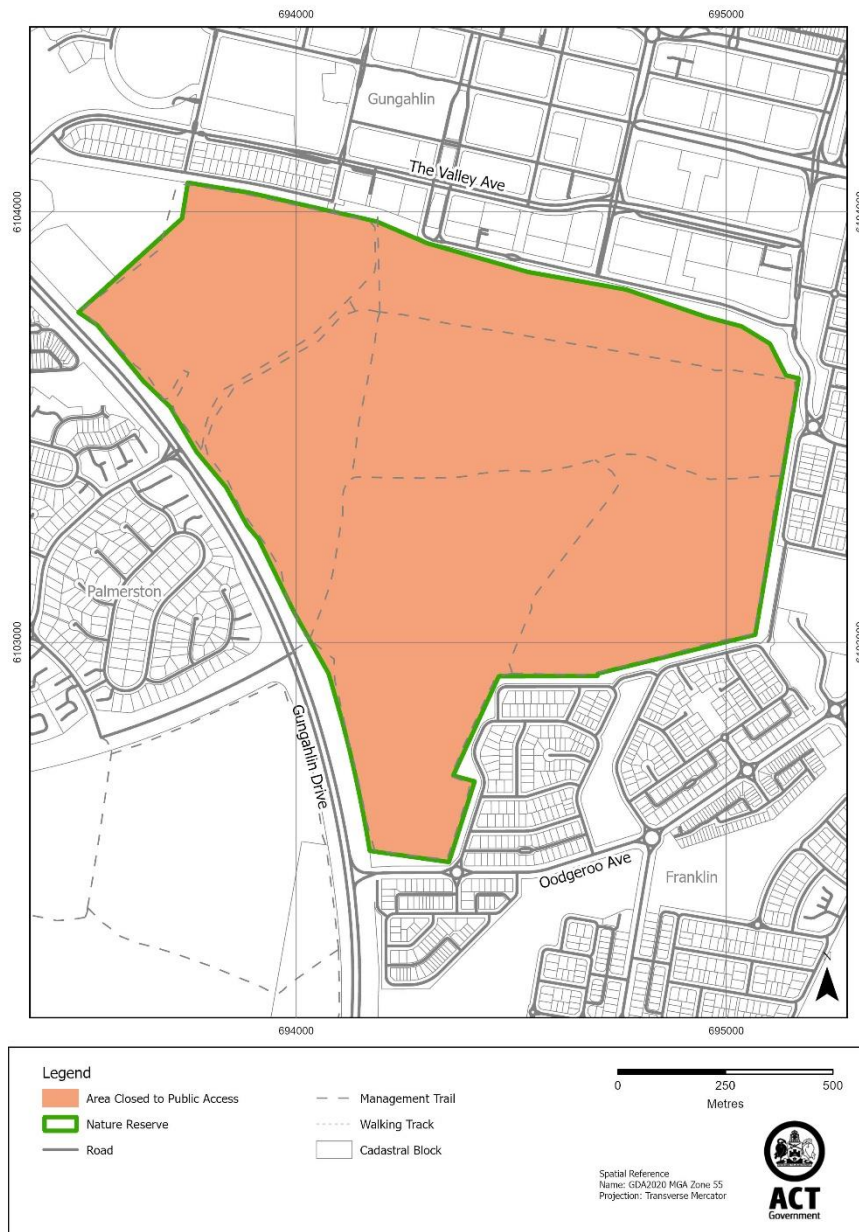 694000
695000
Gungahlin
The Valley Ave
6104000
6104000
Palmerston
6103000
6103000
Gungahlin Drive
Oodgeroo Ave
Franklin
694000
695000
Legend
Area Closed to Public Access
Nature Reserve
Road
Management Trail
Walking Track
Cadastral Block
0 250 500
Metres
Spatial Reference
Name: GDA2020 MGA Zone 55
Projection: Transverse Mercator
ACT
Government